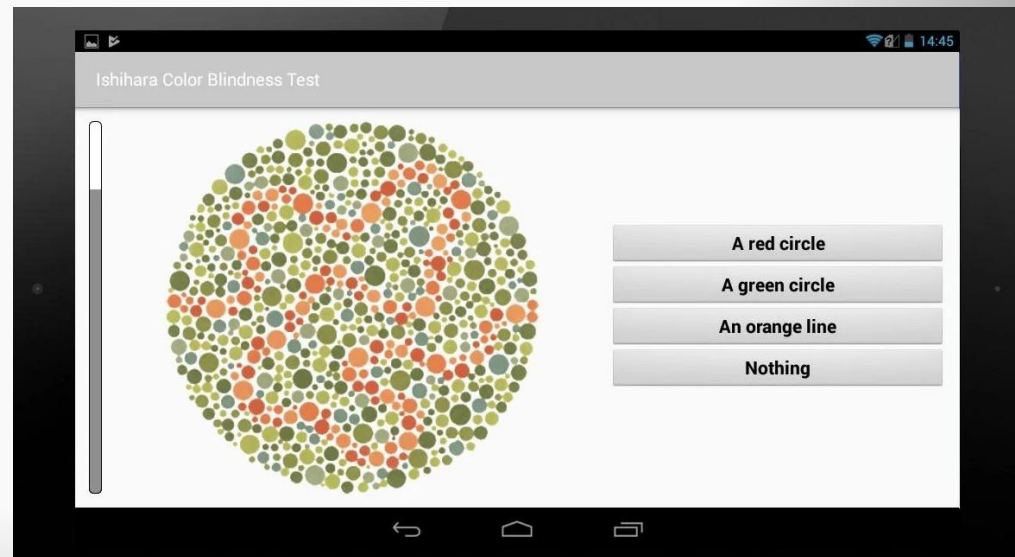 14:45
Ishihara Color Blindness Test
A red circle
A green circle
An orange line
Nothing